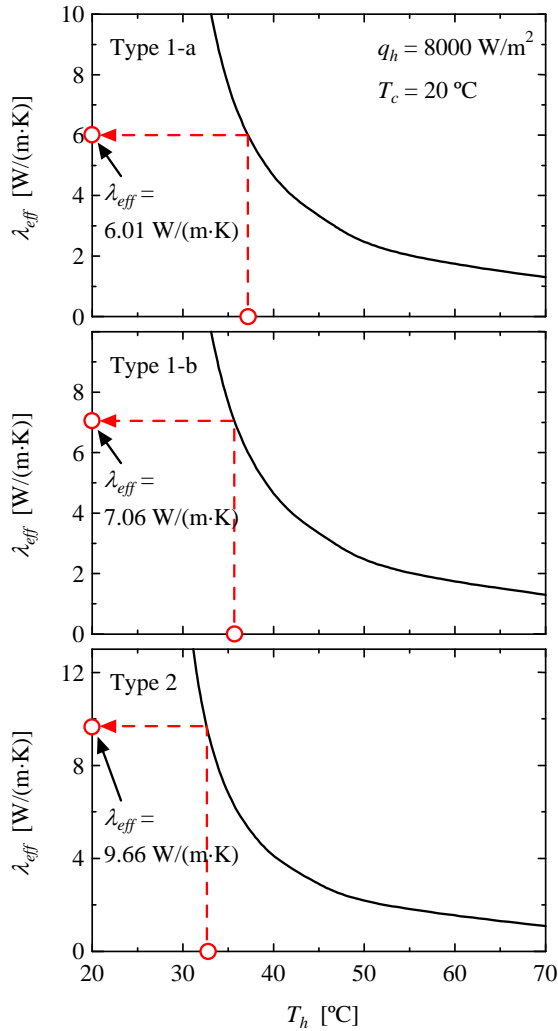 10
Type 1-a
q_h = 8000 W/m²
T_c = 20 ºC
8
6
λ_eff =
6.01 W/(m·K)
4
2
0
λ_eff [W/(m·K)]
Type 1-b
8
6
λ_eff =
7.06 W/(m·K)
4
2
0
λ_eff [W/(m·K)]
12
Type 2
8
λ_eff =
9.66 W/(m·K)
4
0
λ_eff [W/(m·K)]
20 30 40 50 60 70
T_h [ºC]